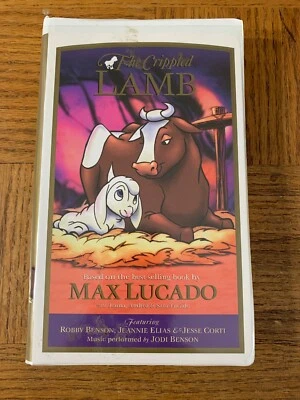 The Crippled
LAMB
based on the best selling book by
MAX LUCADO
Featuring
ROBBY BENSON, JEANNIE ELIAS & JESSE CORTI
Music performed by JODI BENSON